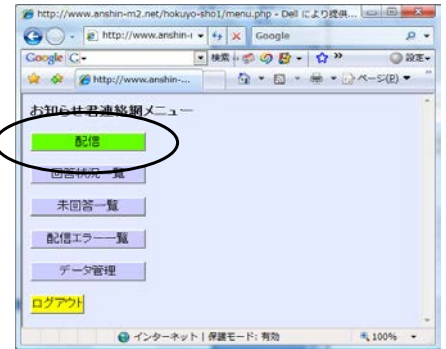 http://www.anshin-m2.net/hokuyo-sho1/menu.php - Dell により提供...
http://www.anshin-r
Google
Google
G
検索
»
設定
http://www.anshin-...
ページ(P)
»
お知らせ君連絡網メニュー
配信
回答状況一覧
未回答一覧
配信エラー一覧
データ管理
ログアウト
インターネット | 保護モード: 有効
100%